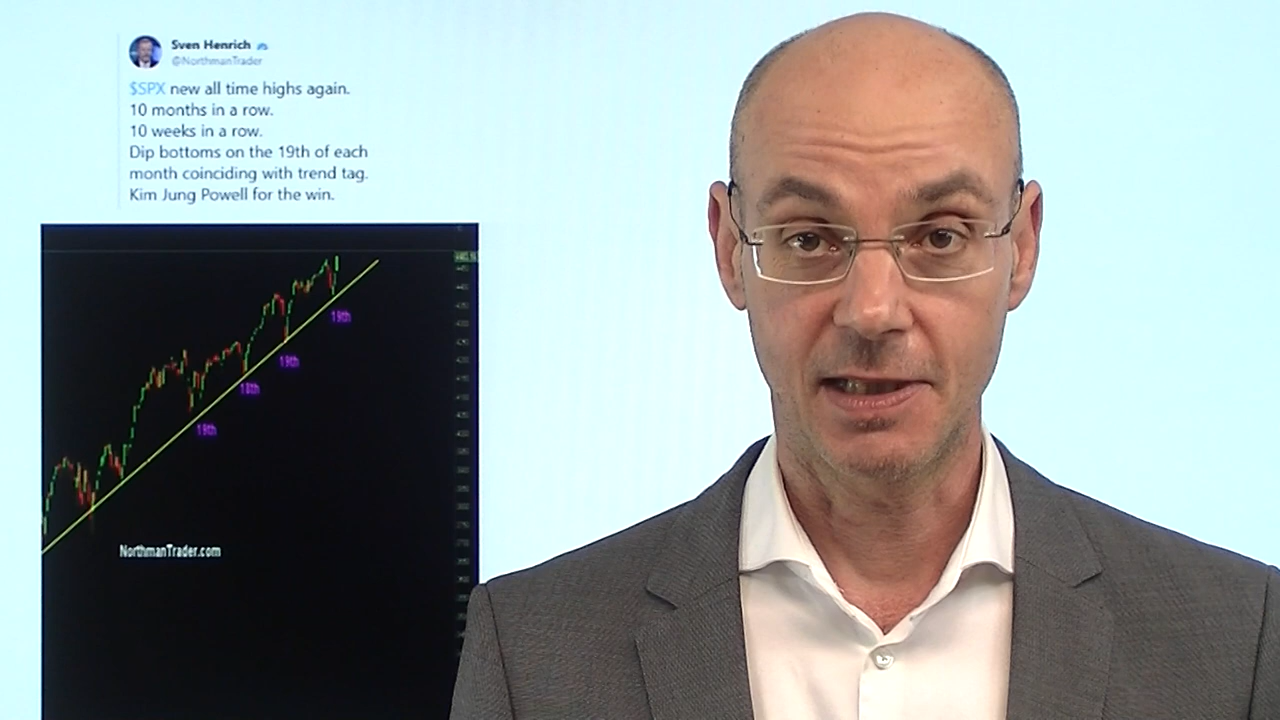 Sven Henrich
@NorthmanTrader
$SPX new all time highs again.
10 months in a row.
10 weeks in a row.
Dip bottoms on the 19th of each
month coinciding with trend tag.
Kim Jung Powell for the win.
19th
19th
18th
19th
NorthmanTrader.com